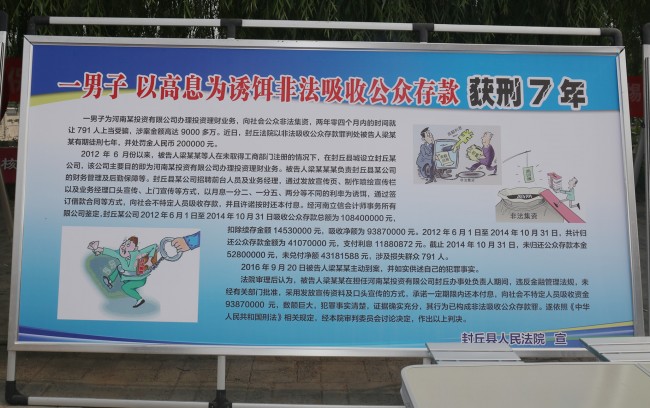 一男子 以高息为诱饵非法吸收公众存款 获刑7年
一男子为河南某投资有限公司办理投资理财业务，向社会公众非法集资，两年零四个月内的时间就
让791人上当受骗，涉案金额高达9000多万。近日，封丘法院以非法吸收公众存款罪判处被告人梁某
某有期徒刑七年，并处罚金人民币200000元。
2012年6月份以来，被告人梁某某等人在未取得工商部门注册的情况下，在封丘县城设立封丘某
公司，该公司主要目的即为河南某投资有限公司办理投资理财业务。被告人梁某某某负责封丘县某公司
的财务管理及后勤保障等。封丘县某公司招聘前台人员及业务经理，通过发放宣传页、制作喷绘宣传栏
以及业务经理口头宣传、上门宣传等方式，以月息一分二、一分五、两分等不同的利率为诱饵，通过签
订借款合同等方式，向社会不特定人员吸收存款，并且许诺按时还本付息。经河南立信会计师事务所有
限公司鉴定，封丘某公司2012年6月1日至2014年10月31日吸收公众存款总额为108400000元，
扣除续存金额14530000元，吸收净额为93870000元。2012年6月1日至2014年10月31日，共计归
还公众存款金额为41070000元，支付利息11880872元。截止2014年10月31日，未归还公众存款本金
52800000元，未兑付净额43181588元，涉及损失群众791人。
2016年9月20日被告人梁某某主动到案，并如实供述自己的犯罪事实。
法院审理后认为，被告人梁某某在担任河南某投资有限公司封丘办事处负责人期间，违反金融管理法规，未
经有关部门批准，采用发放宣传资料及口头宣传的方式，承诺一定期限内还本付息，向社会不特定人员吸收资金
93870000元，数额巨大，犯罪事实清楚，证据确实充分，其行为已构成非法吸收公众存款罪。遂依照《中华
人民共和国刑法》相关规定，经本院审判委员会讨论决定，作出以上判决。
非法集资
封丘县人民法院 宣